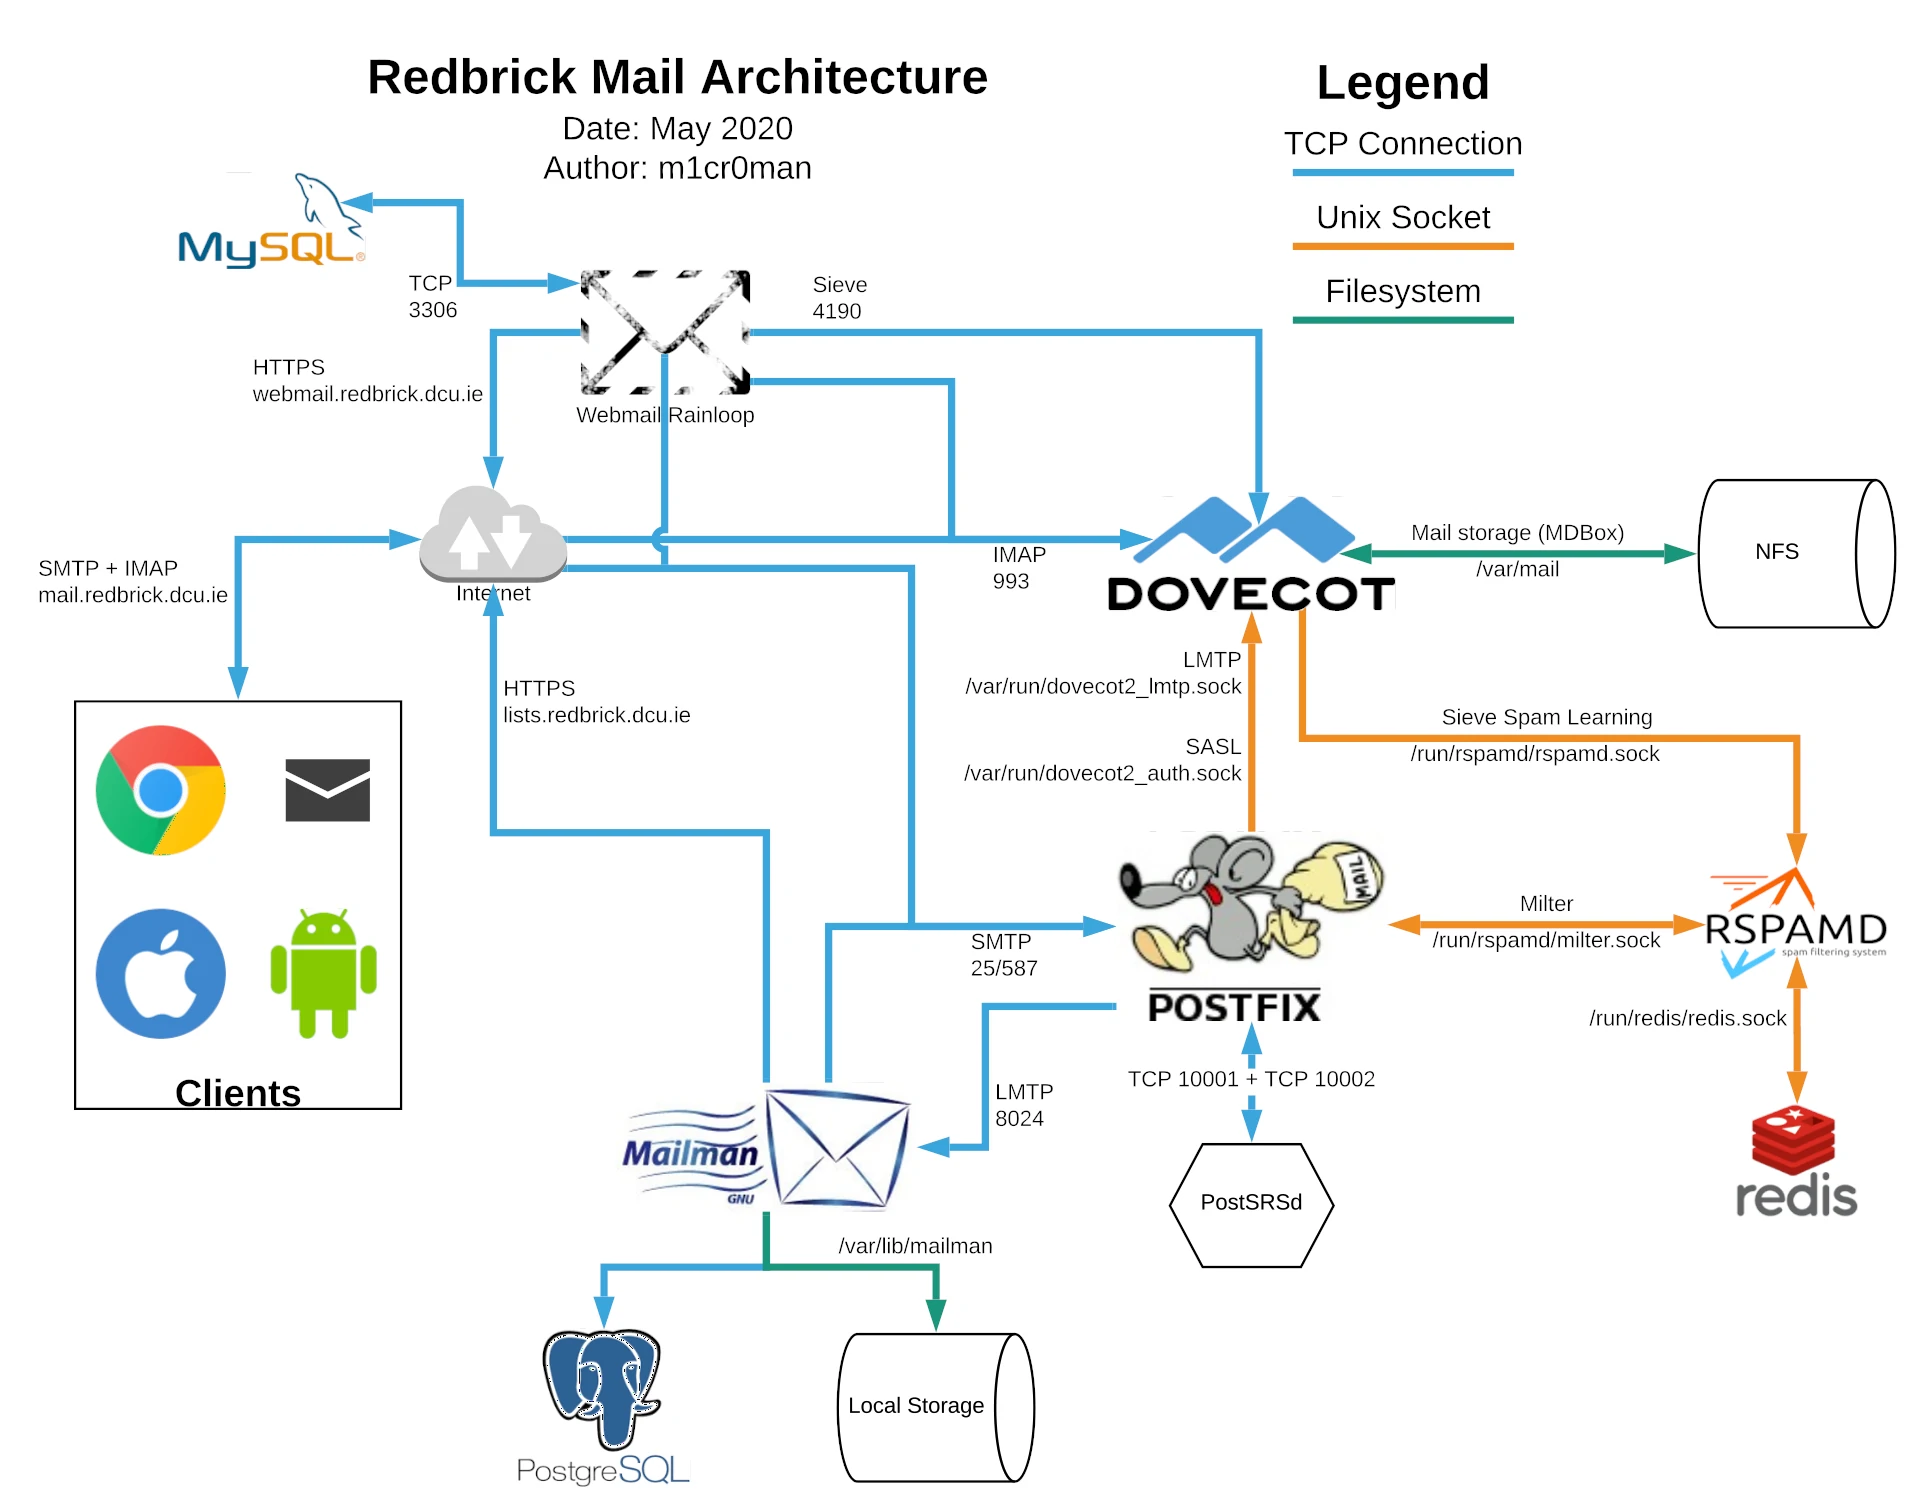 Redbrick Mail Architecture
Date: May 2020
Author: m1cr0man
Legend
TCP Connection
Unix Socket
Filesystem
MySQL®
TCP
3306
Sieve
4190
HTTPS
webmail.redbrick.dcu.ie
Webmail Rainloop
SMTP + IMAP
mail.redbrick.dcu.ie
Internet
IMAP
993
DOVECOT
Mail storage (MDBox)
/var/mail
NFS
HTTPS
lists.redbrick.dcu.ie
LMTP
/var/run/dovecot2_lmtp.sock
SASL
/var/run/dovecot2_auth.sock
Sieve Spam Learning
/run/rspamd/rspamd.sock
Clients
MAIL
POSTFIX
SMTP
25/587
Milter
/run/rspamd/milter.sock
RSPAMD
spam filtering system
/run/redis/redis.sock
redis
LMTP
8024
TCP 10001 + TCP 10002
PostSRSd
Mailman
GNU
/var/lib/mailman
PostgreSQL
Local Storage